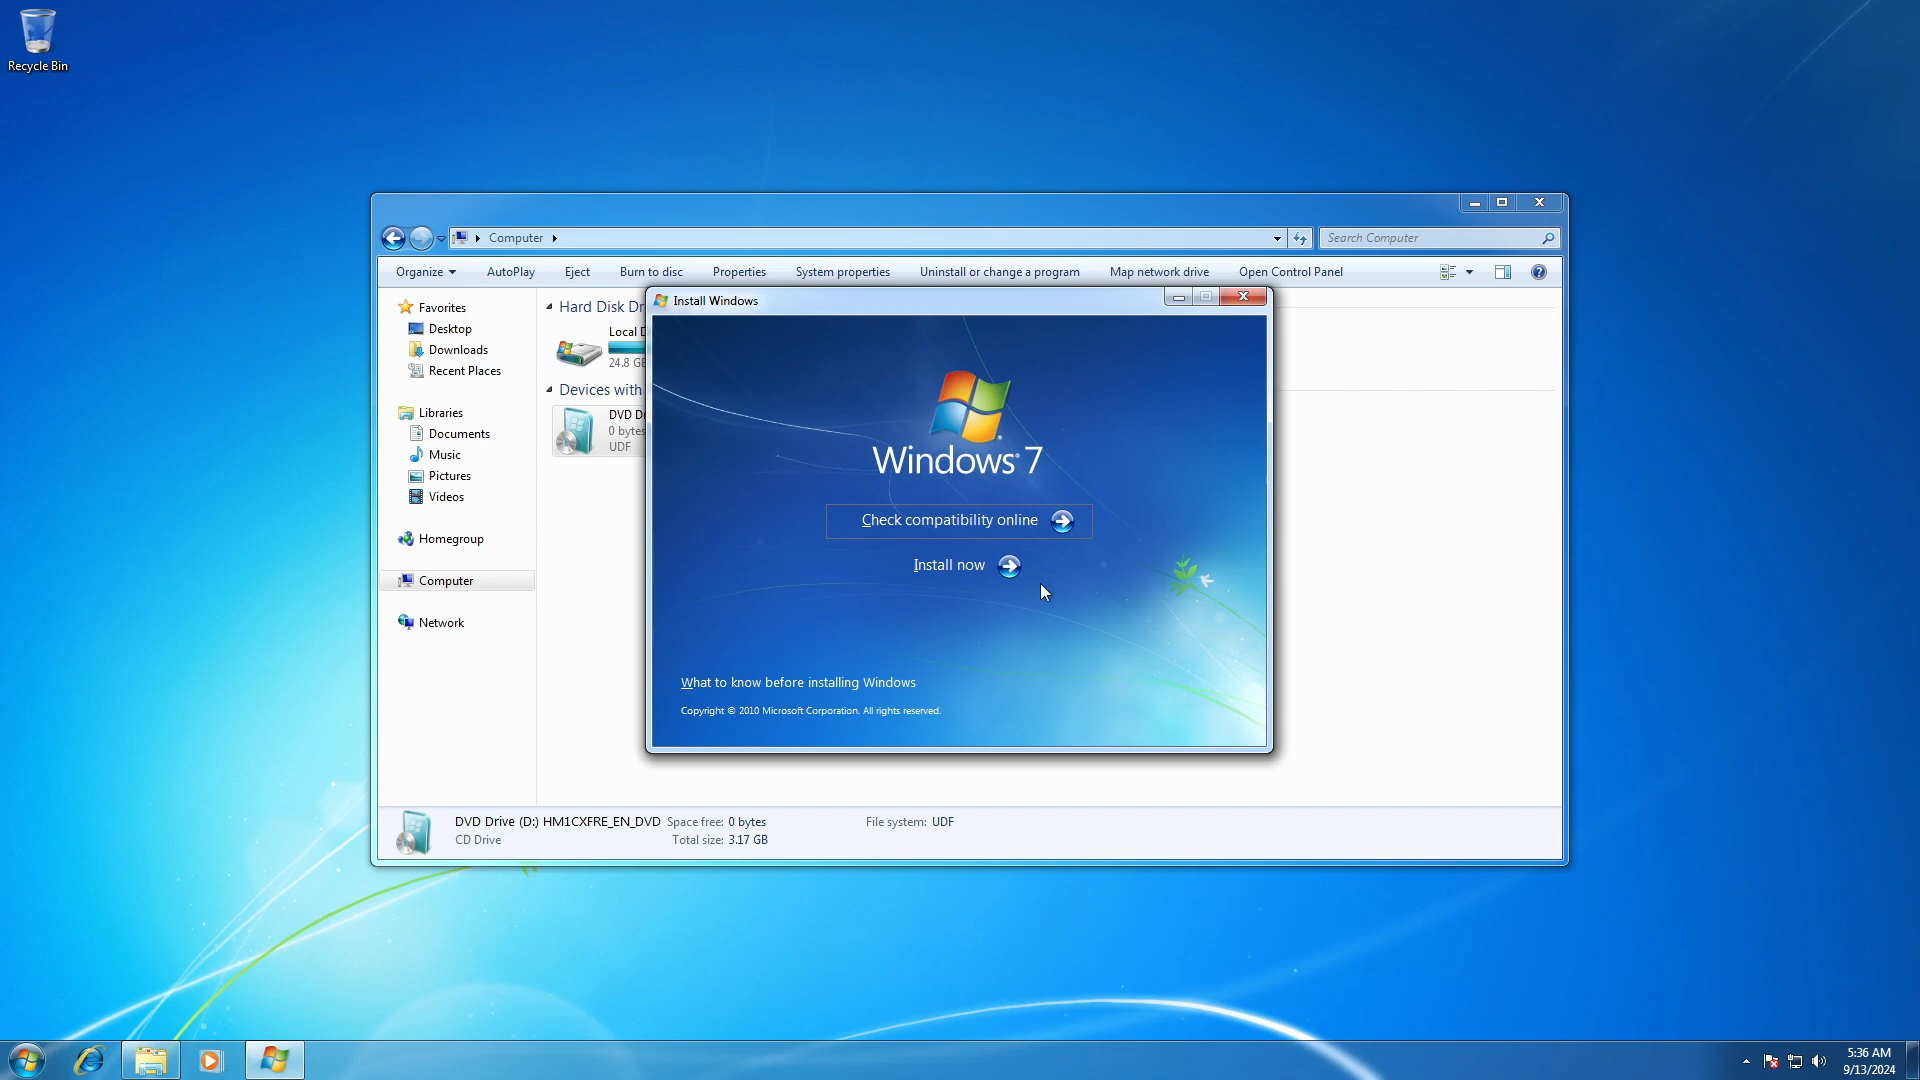 Recycle Bin
Computer
Search Computer
Organize
AutoPlay
Eject
Burn to disc
Properties
System properties
Uninstall or change a program
Map network drive
Open Control Panel
Favorites
Desktop
Downloads
Recent Places
Libraries
Documents
Music
Pictures
Videos
Homegroup
Computer
Network
Hard Disk Dr
Local D
24.8 GB
Devices with
DVD Dr
0 bytes
UDF
Install Windows
Windows 7
Check compatibility online
Install now
What to know before installing Windows
Copyright © 2010 Microsoft Corporation. All rights reserved.
DVD Drive (D:) HM1CXFRE_EN_DVD
Space free: 0 bytes
File system: UDF
CD Drive
Total size: 3.17 GB
5:36 AM
9/13/2024